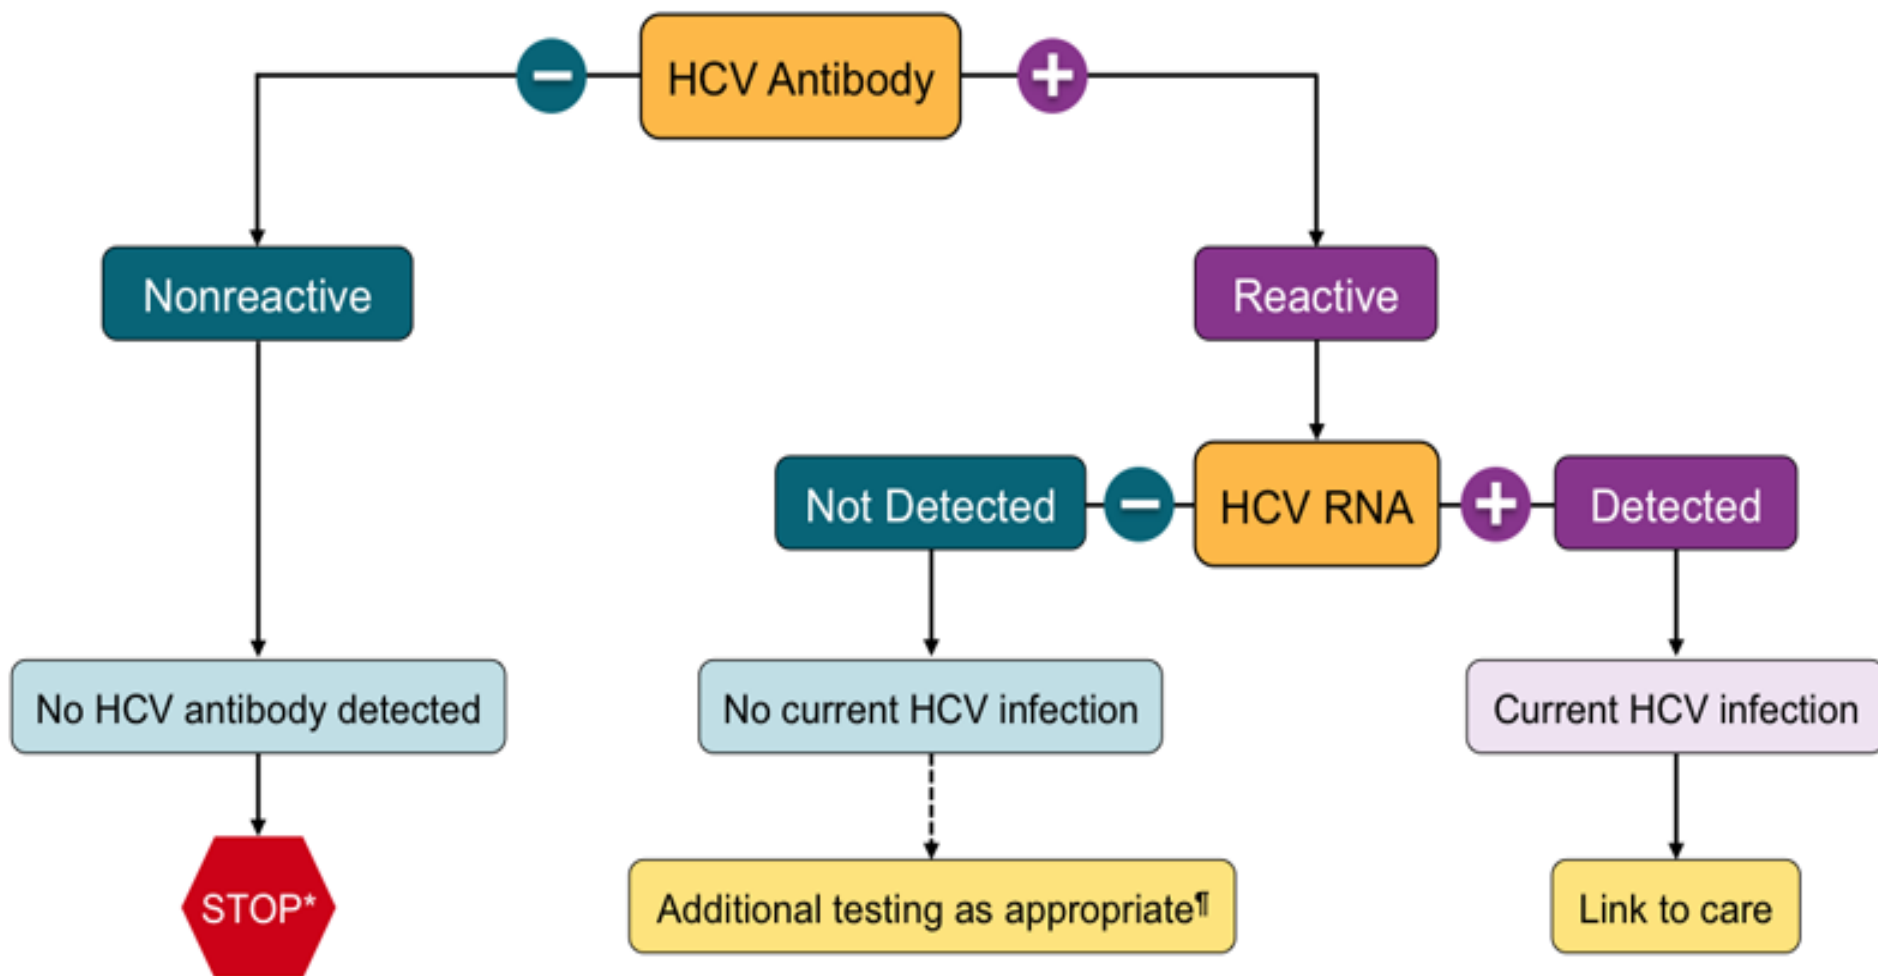 HCV Antibody
Nonreactive
Reactive
Not Detected
HCV RNA
Detected
No HCV antibody detected
No current HCV infection
Current HCV infection
STOP*
Additional testing as appropriate¶
Link to care